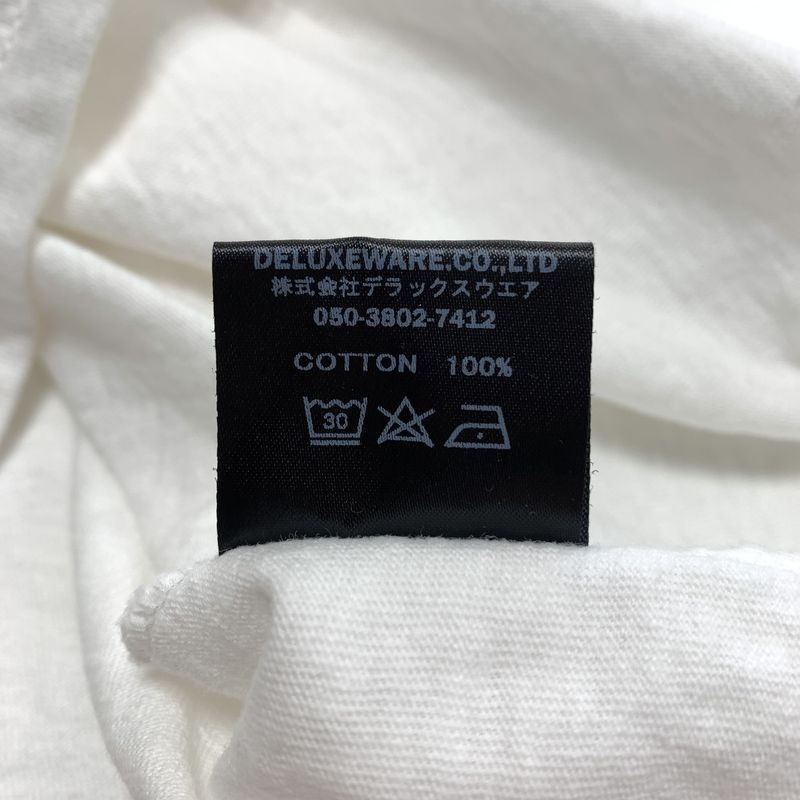 DELUXEWARE.CO.,LTD
株式会社デラックスウエア
050-3802-7412
COTTON 100%
30